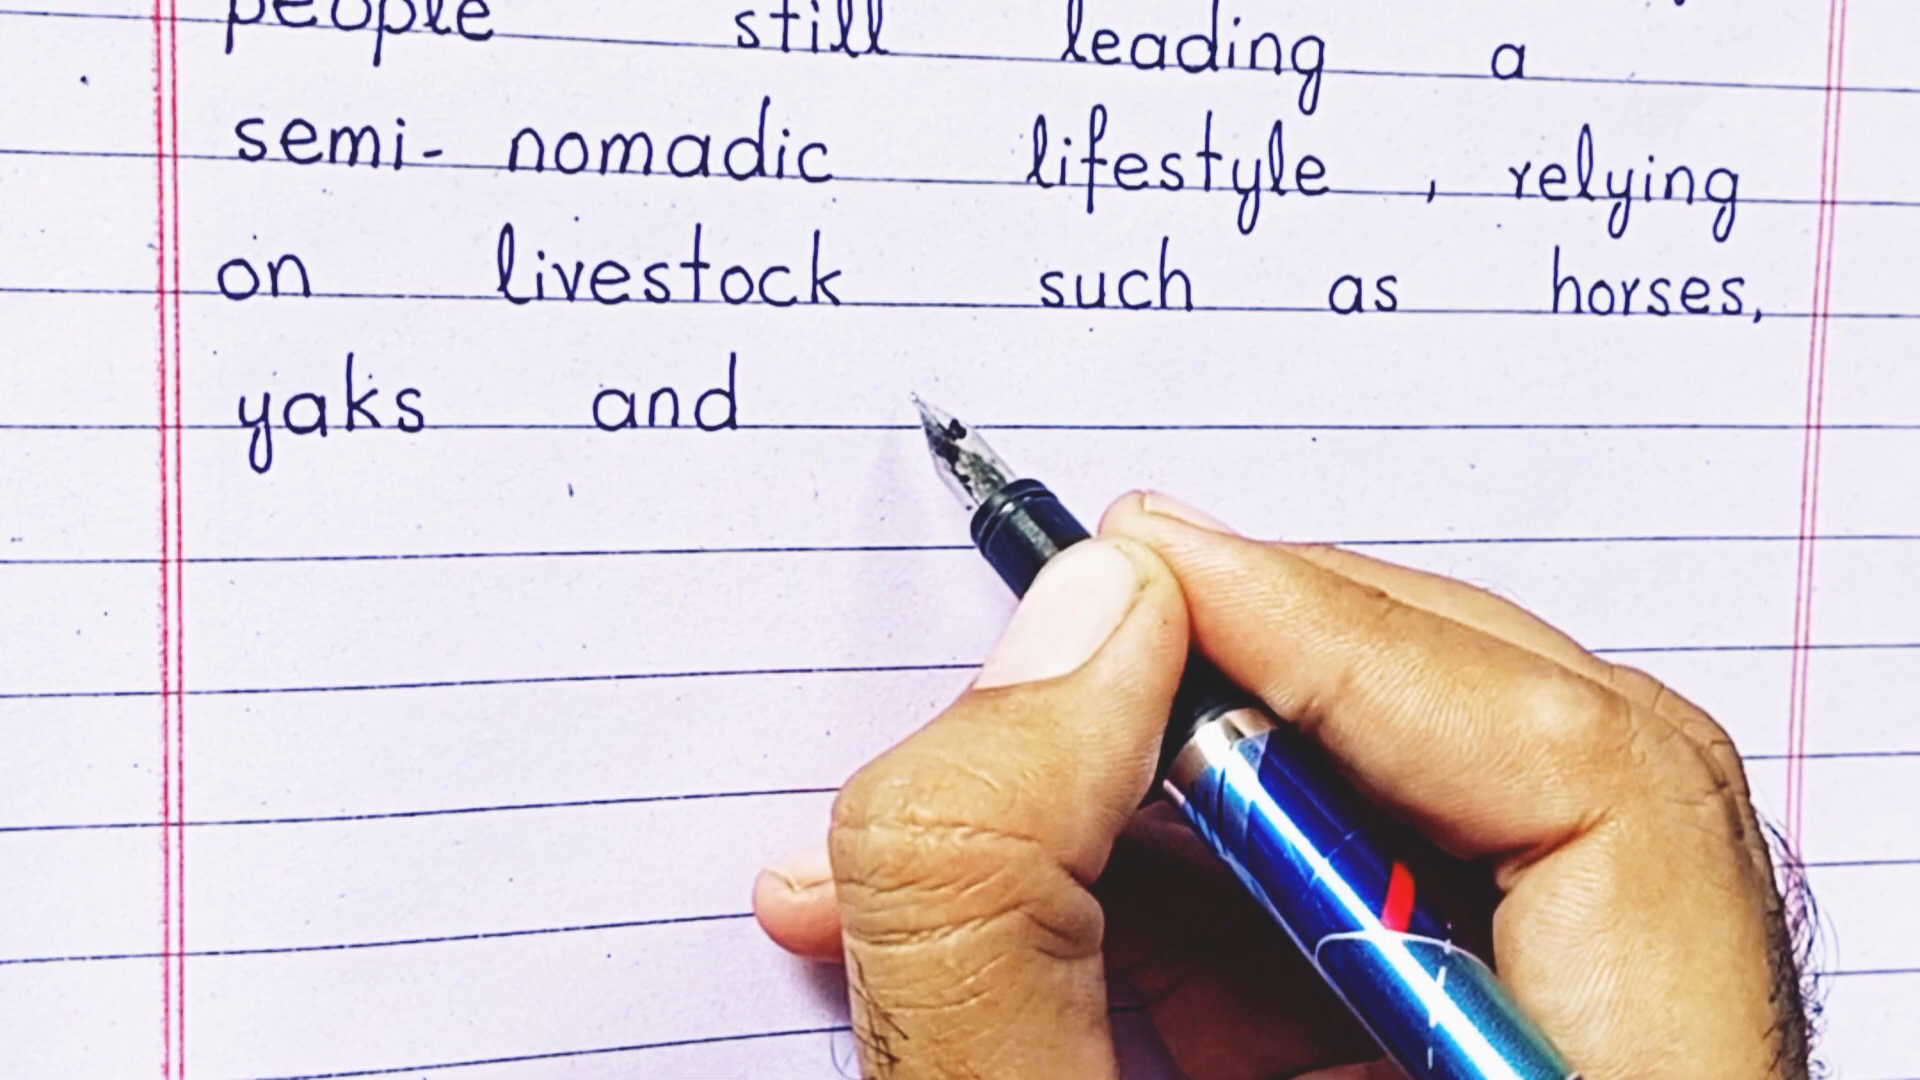 people still leading a
semi- nomadic lifestyle , relying
on livestock such as horses,
yaks and